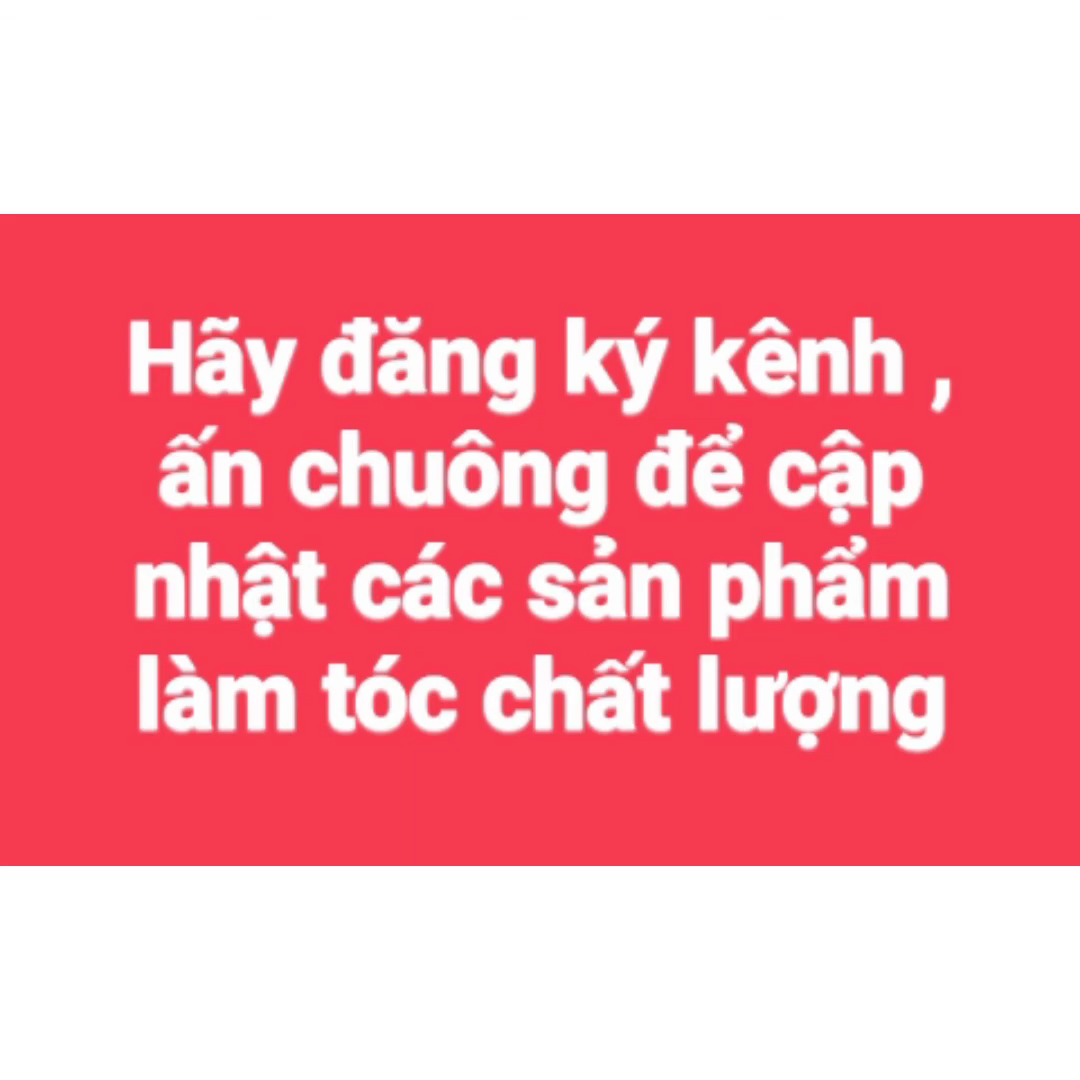 Hãy đăng ký kênh ,
ấn chuông để cập
nhật các sản phẩm
làm tóc chất lượng